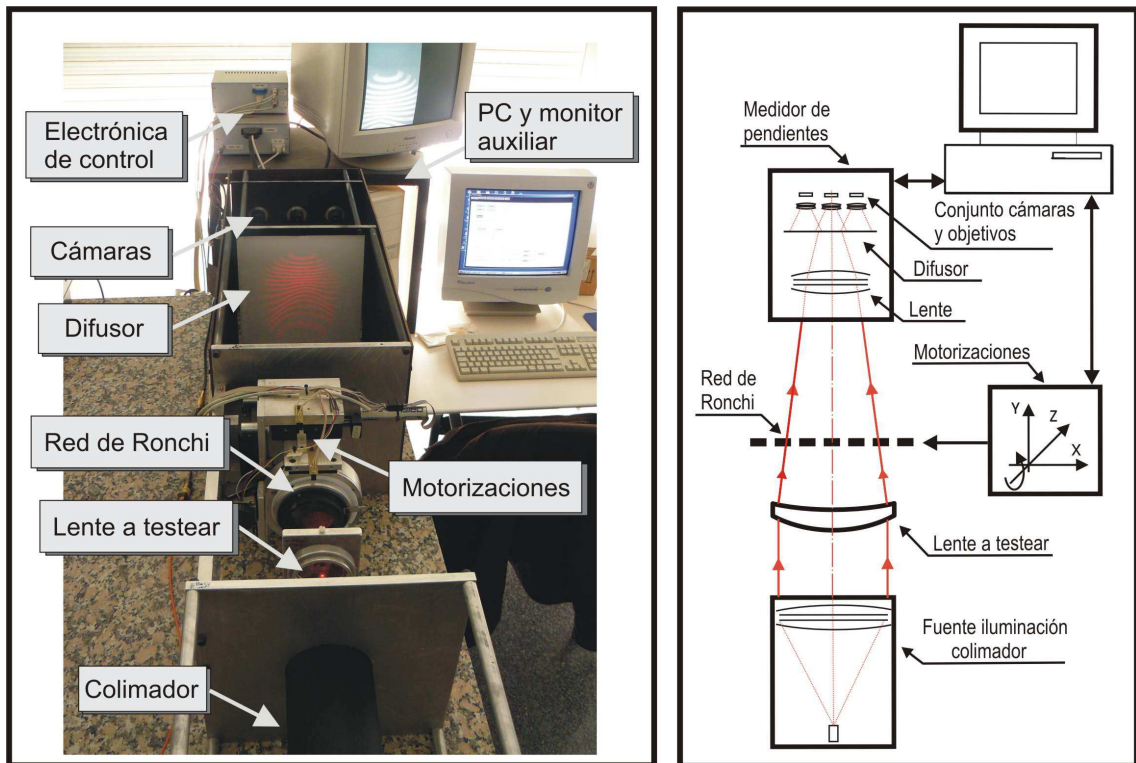 Electrónica
de control
PC y monitor
auxiliar
Cámaras
Difusor
Red de Ronchi
Motorizaciones
Lente a testear
Colimador
Medidor de
pendientes
Conjunto cámaras
y objetivos
Difusor
Lente
Motorizaciones
Red de
Ronchi
Y
Z
X
Lente a testear
Fuente iluminación
colimador